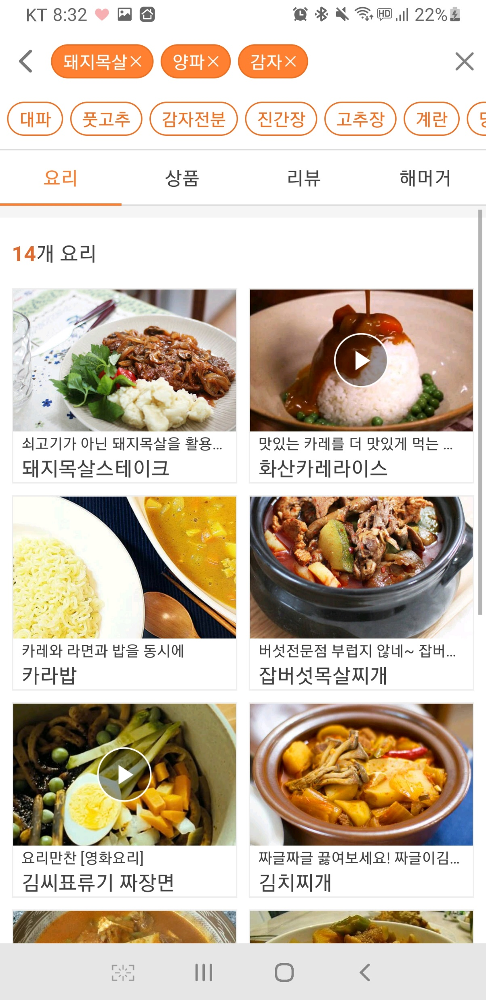 KT 8:32 HD 22%
돼지목살× 양파× 감자×
대파 풋고추 감자전분 진간장 고추장 계란
요리 상품 리뷰 해머거
14개 요리
쇠고기가 아닌 돼지목살을 활용...
돼지목살스테이크
맛있는 카레를 더 맛있게 먹는 ...
화산카레라이스
카레와 라면과 밥을 동시에
카라밥
버섯전문점 부럽지 않네~ 잡버...
잡버섯목살찌개
요리만찬 [영화요리]
김씨표류기 짜장면
짜글짜글 끓여보세요! 짜글이김...
김치찌개